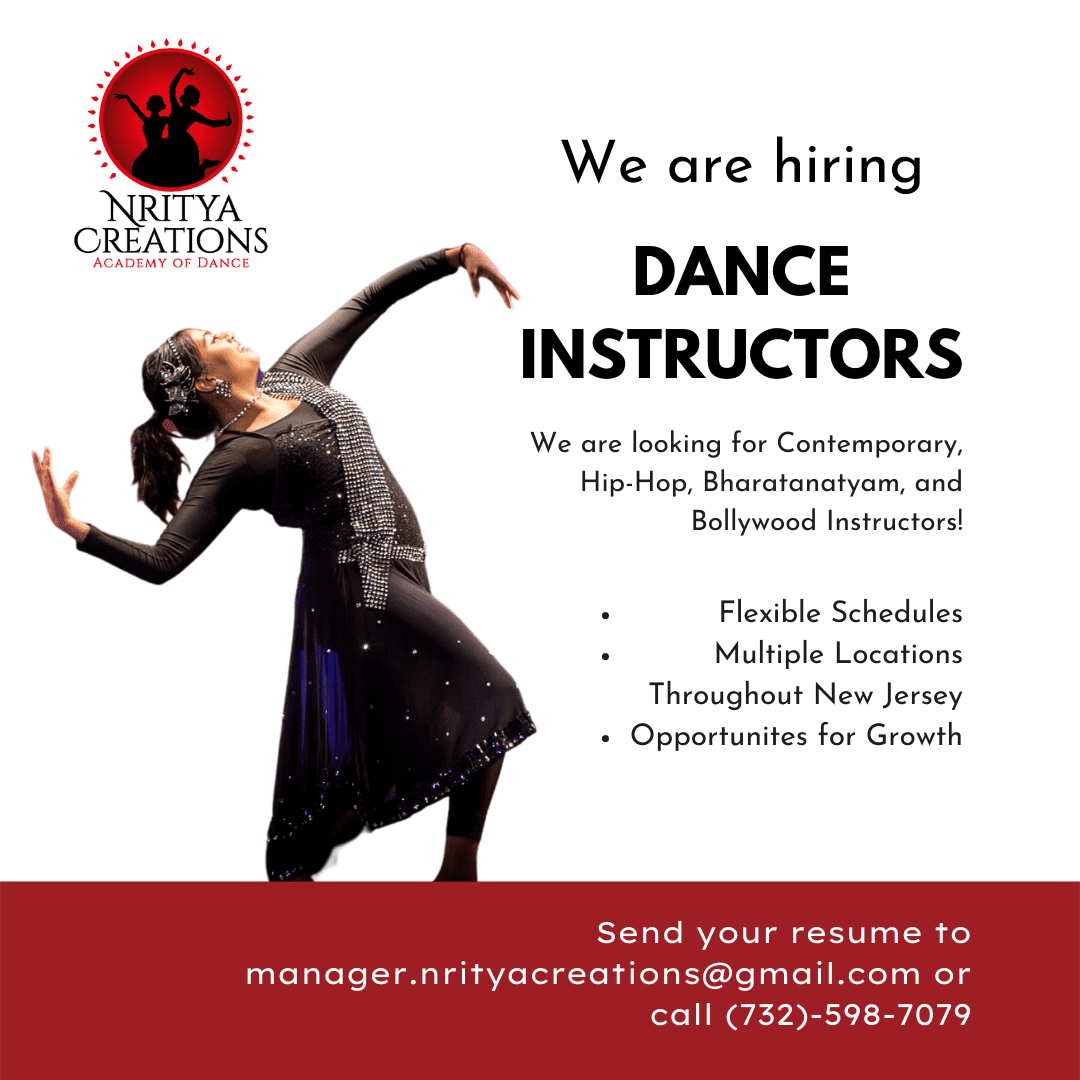 NRITYA
CREATIONS
ACADEMY OF DANCE
We are hiring
DANCE
INSTRUCTORS
We are looking for Contemporary,
Hip-Hop, Bharatanatyam, and
Bollywood Instructors!
• Flexible Schedules
• Multiple Locations
Throughout New Jersey
• Opportunites for Growth
Send your resume to
manager.nrityacreations@gmail.com or
call (732)-598-7079